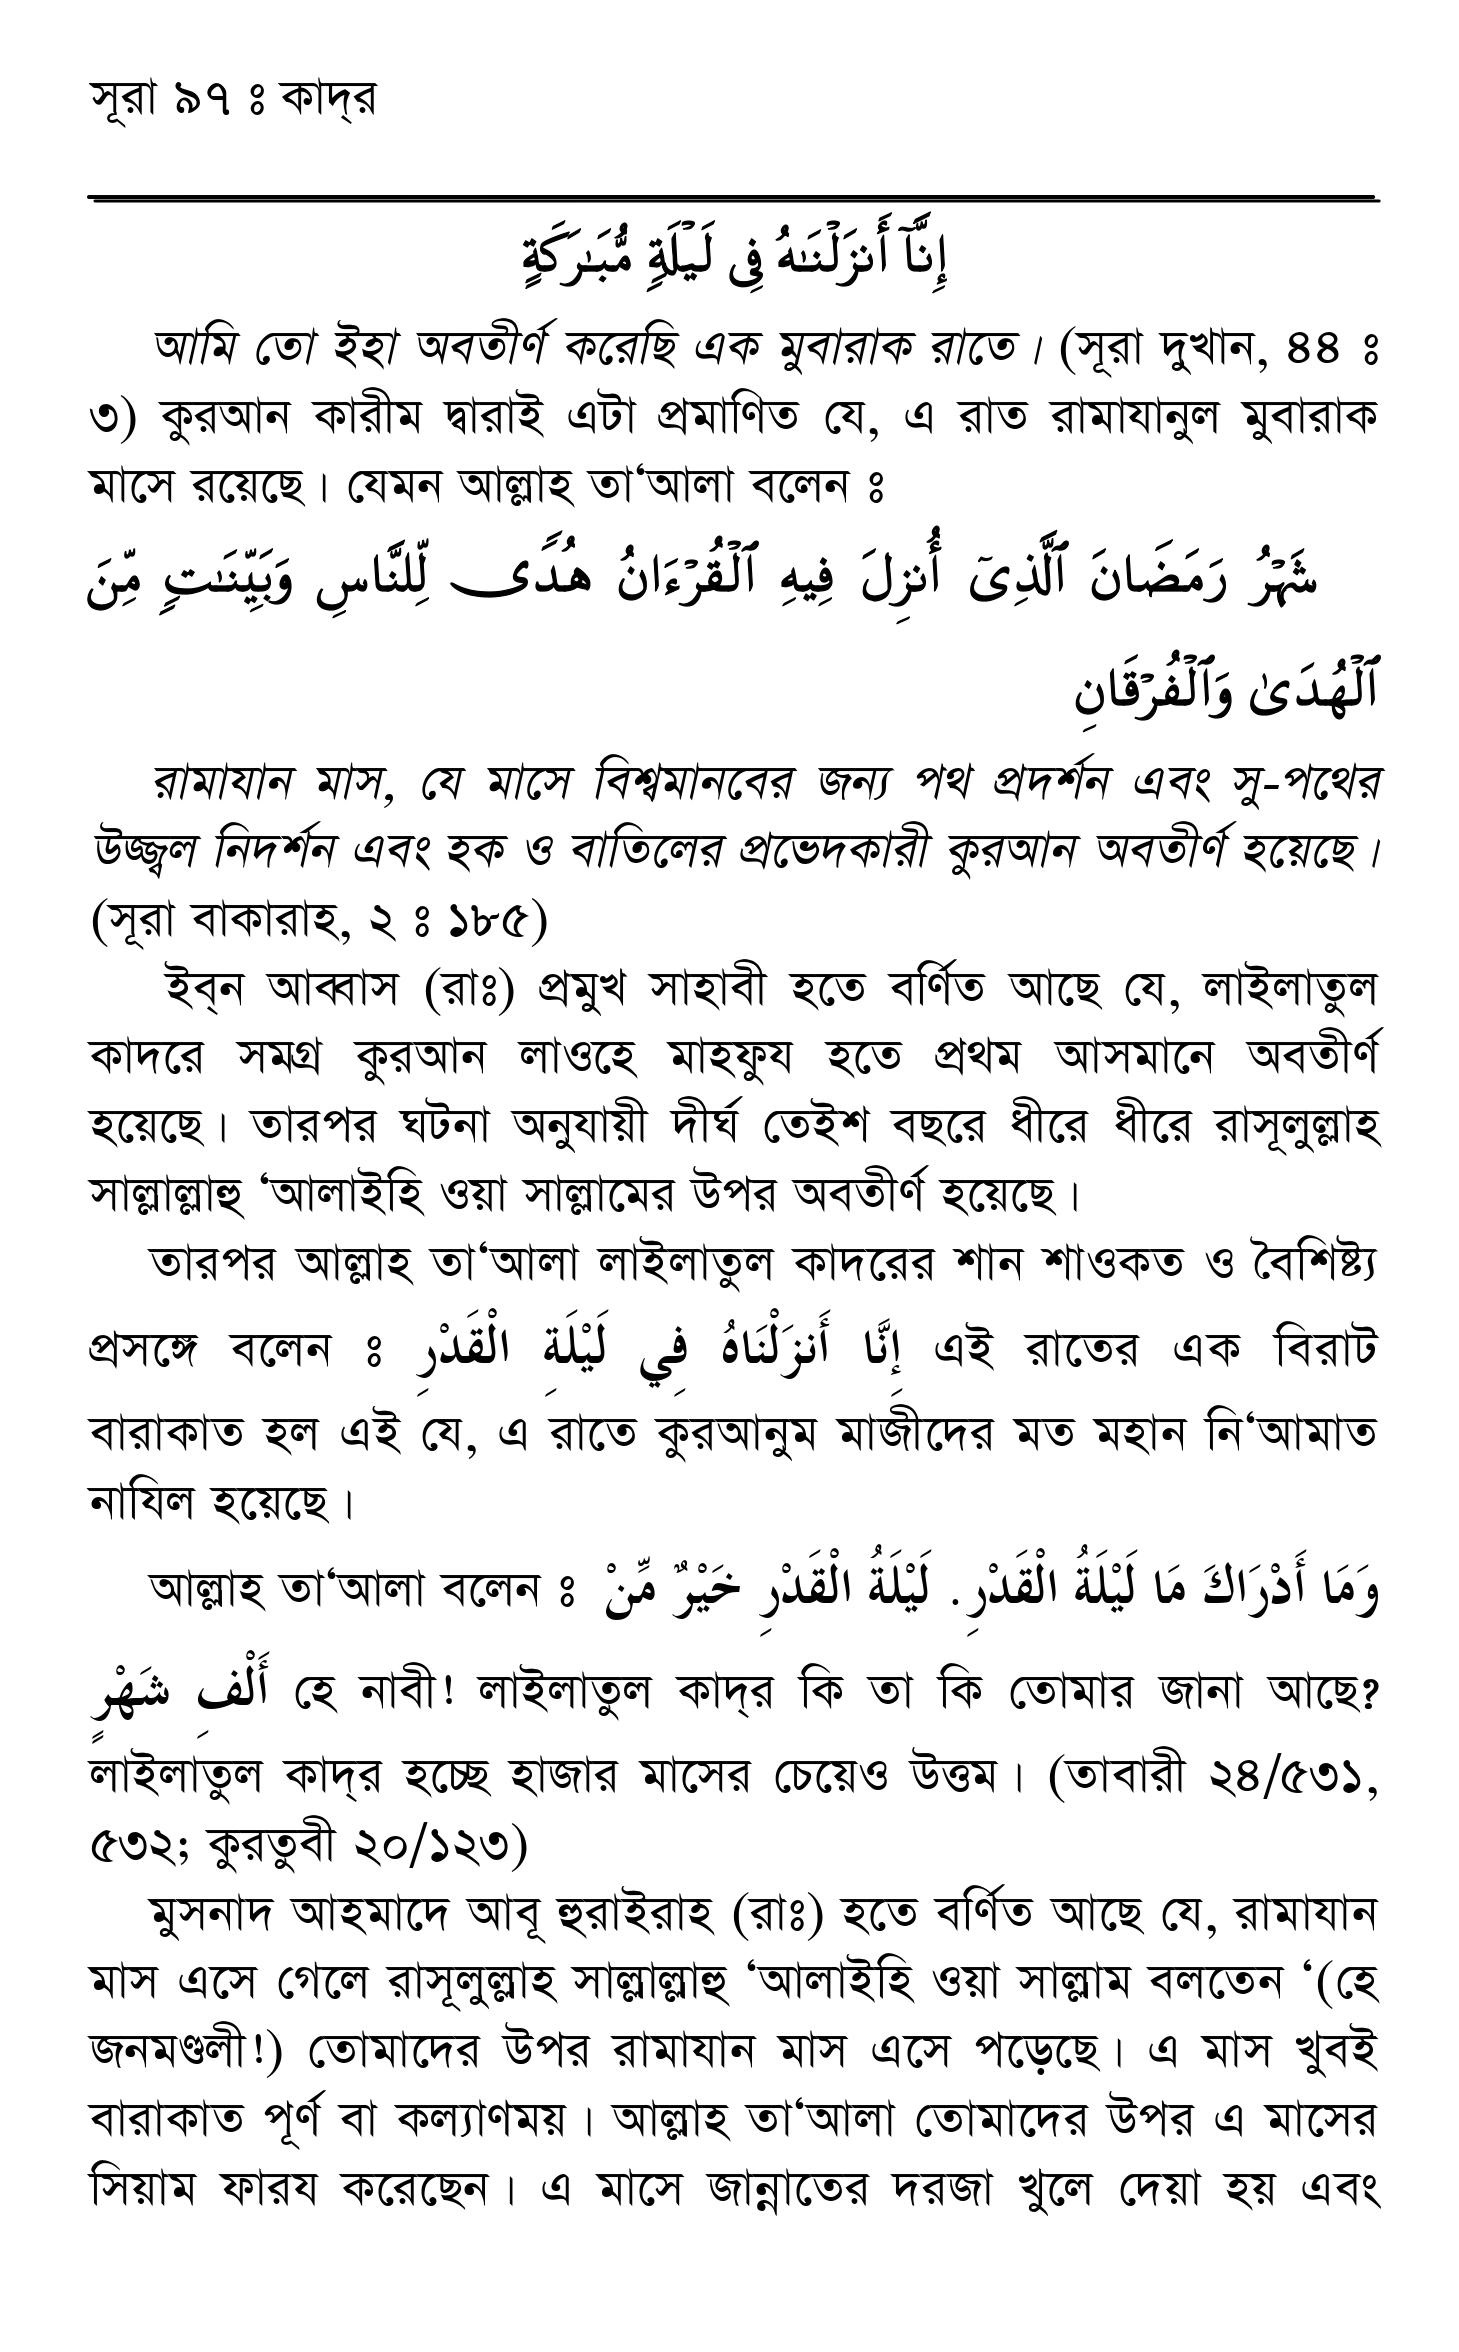 সূরা ৯৭ ঃ কাদ্‌র
إِنَّآ أَنزَلْنَـٰهُ فِى لَيْلَةٍ مُّبَـٰرَكَةٍ
আমি তো ইহা অবতীর্ণ করেছি এক মুবারাক রাতে। (সূরা দুখান, ৪৪ ঃ
৩) কুরআন কারীম দ্বারাই এটা প্রমাণিত যে, এ রাত রামাযানুল মুবারাক
মাসে রয়েছে। যেমন আল্লাহ তা‘আলা বলেন ঃ
شَهْرُ رَمَضَانَ ٱلَّذِىٓ أُنزِلَ فِيهِ ٱلْقُرْءَانُ هُدًى لِّلنَّاسِ وَبَيِّنَـٰتٍ مِّنَ
ٱلْهُدَىٰ وَٱلْفُرْقَانِ
রামাযান মাস, যে মাসে বিশ্বমানবের জন্য পথ প্রদর্শন এবং সু-পথের
উজ্জ্বল নিদর্শন এবং হক ও বাতিলের প্রভেদকারী কুরআন অবতীর্ণ হয়েছে।
(সূরা বাকারাহ, ২ ঃ ১৮৫)
ইব্‌ন আব্বাস (রাঃ) প্রমুখ সাহাবী হতে বর্ণিত আছে যে, লাইলাতুল
কাদরে সমগ্র কুরআন লাওহে মাহফুয হতে প্রথম আসমানে অবতীর্ণ
হয়েছে। তারপর ঘটনা অনুযায়ী দীর্ঘ তেইশ বছরে ধীরে ধীরে রাসূলুল্লাহ
সাল্লাল্লাহু ‘আলাইহি ওয়া সাল্লামের উপর অবতীর্ণ হয়েছে।
তারপর আল্লাহ তা‘আলা লাইলাতুল কাদরের শান শাওকত ও বৈশিষ্ট্য
প্রসঙ্গে বলেন ঃ إِنَّا أَنزَلْنَاهُ فِي لَيْلَةِ الْقَدْرِ এই রাতের এক বিরাট
বারাকাত হল এই যে, এ রাতে কুরআনুম মাজীদের মত মহান নি‘আমাত
নাযিল হয়েছে।
আল্লাহ তা‘আলা বলেন ঃ وَمَا أَدْرَاكَ مَا لَيْلَةُ الْقَدْرِ. لَيْلَةُ الْقَدْرِ خَيْرٌ مِّنْ
أَلْفِ شَهْرٍ হে নাবী! লাইলাতুল কাদ্‌র কি তা কি তোমার জানা আছে?
লাইলাতুল কাদ্‌র হচ্ছে হাজার মাসের চেয়েও উত্তম। (তাবারী ২৪/৫৩১,
৫৩২; কুরতুবী ২০/১২৩)
মুসনাদ আহমাদে আবূ হুরাইরাহ (রাঃ) হতে বর্ণিত আছে যে, রামাযান
মাস এসে গেলে রাসূলুল্লাহ সাল্লাল্লাহু ‘আলাইহি ওয়া সাল্লাম বলতেন ‘(হে
জনমণ্ডলী!) তোমাদের উপর রামাযান মাস এসে পড়েছে। এ মাস খুবই
বারাকাত পূর্ণ বা কল্যাণময়। আল্লাহ তা‘আলা তোমাদের উপর এ মাসের
সিয়াম ফারয করেছেন। এ মাসে জান্নাতের দরজা খুলে দেয়া হয় এবং